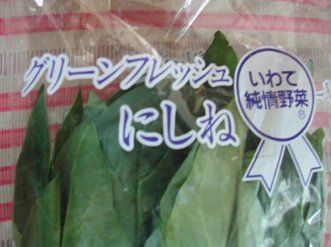 グリーンフレッシュ
にしね
いわて
純情野菜